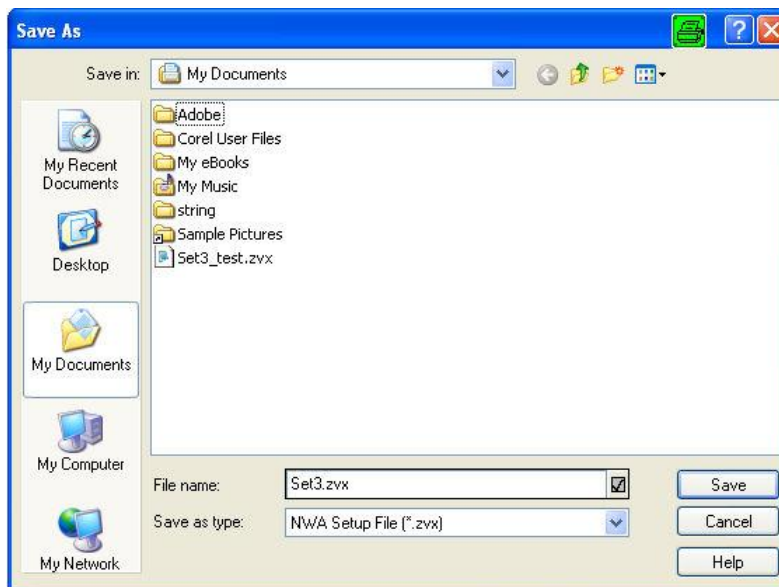 Save As
Save in:
My Documents
My Recent
Documents
Desktop
My Documents
My Computer
My Network
Adobe
Corel User Files
My eBooks
My Music
string
Sample Pictures
Set3_test.zvx
File name:
Set3.zvx
Save
Save as type:
NWA Setup File (*.zvx)
Cancel
Help